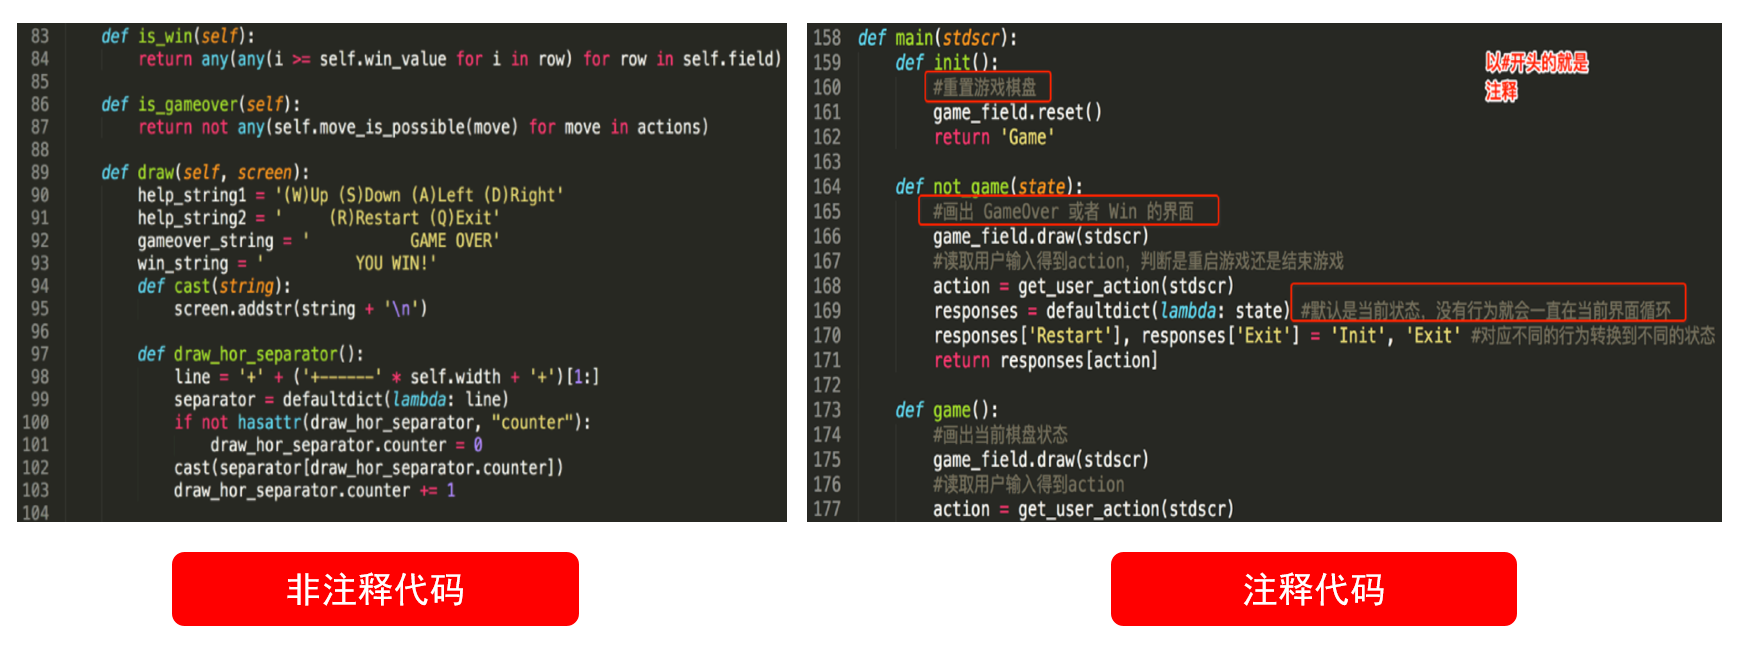 83 def is_win(self):
84 return any(any(i >= self.win_value for i in row) for row in self.field)
85
86 def is_gameover(self):
87 return not any(self.move_is_possible(move) for move in actions)
88
89 def draw(self, screen):
90 help_string1 = '(W)Up (S)Down (A)Left (D)Right'
91 help_string2 = '     (R)Restart (Q)Exit'
92 gameover_string = '           GAME OVER'
93 win_string = '          YOU WIN!'
94 def cast(string):
95 screen.addstr(string + '\n')
96
97 def draw_hor_separator():
98 line = '+' + ('+------' * self.width + '+')[1:]
99 separator = defaultdict(lambda: line)
100 if not hasattr(draw_hor_separator, "counter"):
101 draw_hor_separator.counter = 0
102 cast(separator[draw_hor_separator.counter])
103 draw_hor_separator.counter += 1
104
非注释代码
158 def main(stdscr):
159 def init():
160 #重置游戏棋盘
161 game_field.reset()
162 return 'Game'
163
164 def not_game(state):
165 #画出 GameOver 或者 Win 的界面
166 game_field.draw(stdscr)
167 #读取用户输入得到action, 判断是重启游戏还是结束游戏
168 action = get_user_action(stdscr)
169 responses = defaultdict(lambda: state) #默认是当前状态, 没有行为就会一直在当前界面循环
170 responses['Restart'], responses['Exit'] = 'Init', 'Exit' #对应不同的行为转换到不同的状态
171 return responses[action]
172
173 def game():
174 #画出当前棋盘状态
175 game_field.draw(stdscr)
176 #读取用户输入得到action
177 action = get_user_action(stdscr)
以#开头的就是
注释
注释代码